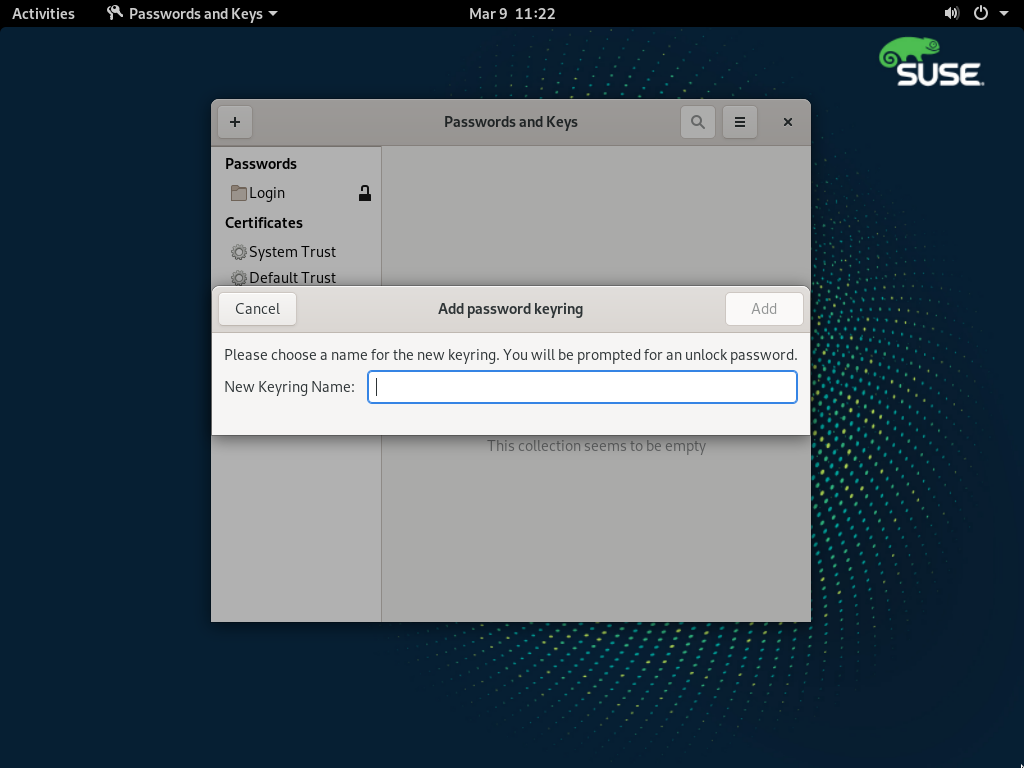 Activities
Passwords and Keys
Mar 9 11:22
SUSE
Passwords and Keys
Passwords
Login
Certificates
System Trust
Default Trust
Cancel
Add password keyring
Add
Please choose a name for the new keyring. You will be prompted for an unlock password.
New Keyring Name:
This collection seems to be empty